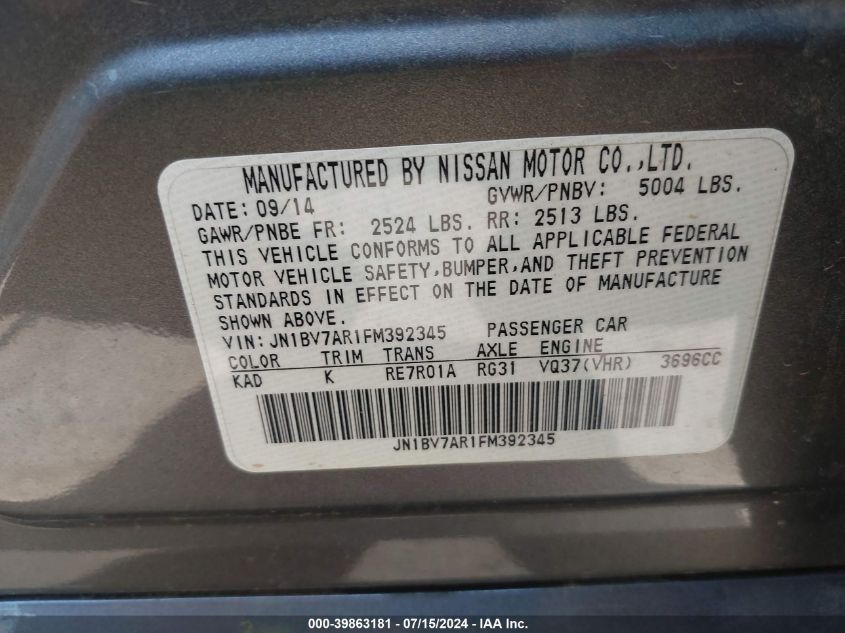 MANUFACTURED BY NISSAN MOTOR CO.,LTD.
DATE: 09/14 GVWR/PNBV: 5004 LBS.
GAWR/PNBE FR: 2524 LBS. RR: 2513 LBS.
THIS VEHICLE CONFORMS TO ALL APPLICABLE FEDERAL
MOTOR VEHICLE SAFETY,BUMPER,AND THEFT PREVENTION
STANDARDS IN EFFECT ON THE DATE OF MANUFACTURE
SHOWN ABOVE.
VIN: JN1BV7AR1FM392345 PASSENGER CAR
COLOR TRIM TRANS AXLE ENGINE
KAD K RE7R01A RG31 VQ37(VHR) 3696CC
JN1BV7AR1FM392345
000-39863181 - 07/15/2024 - IAAI.com